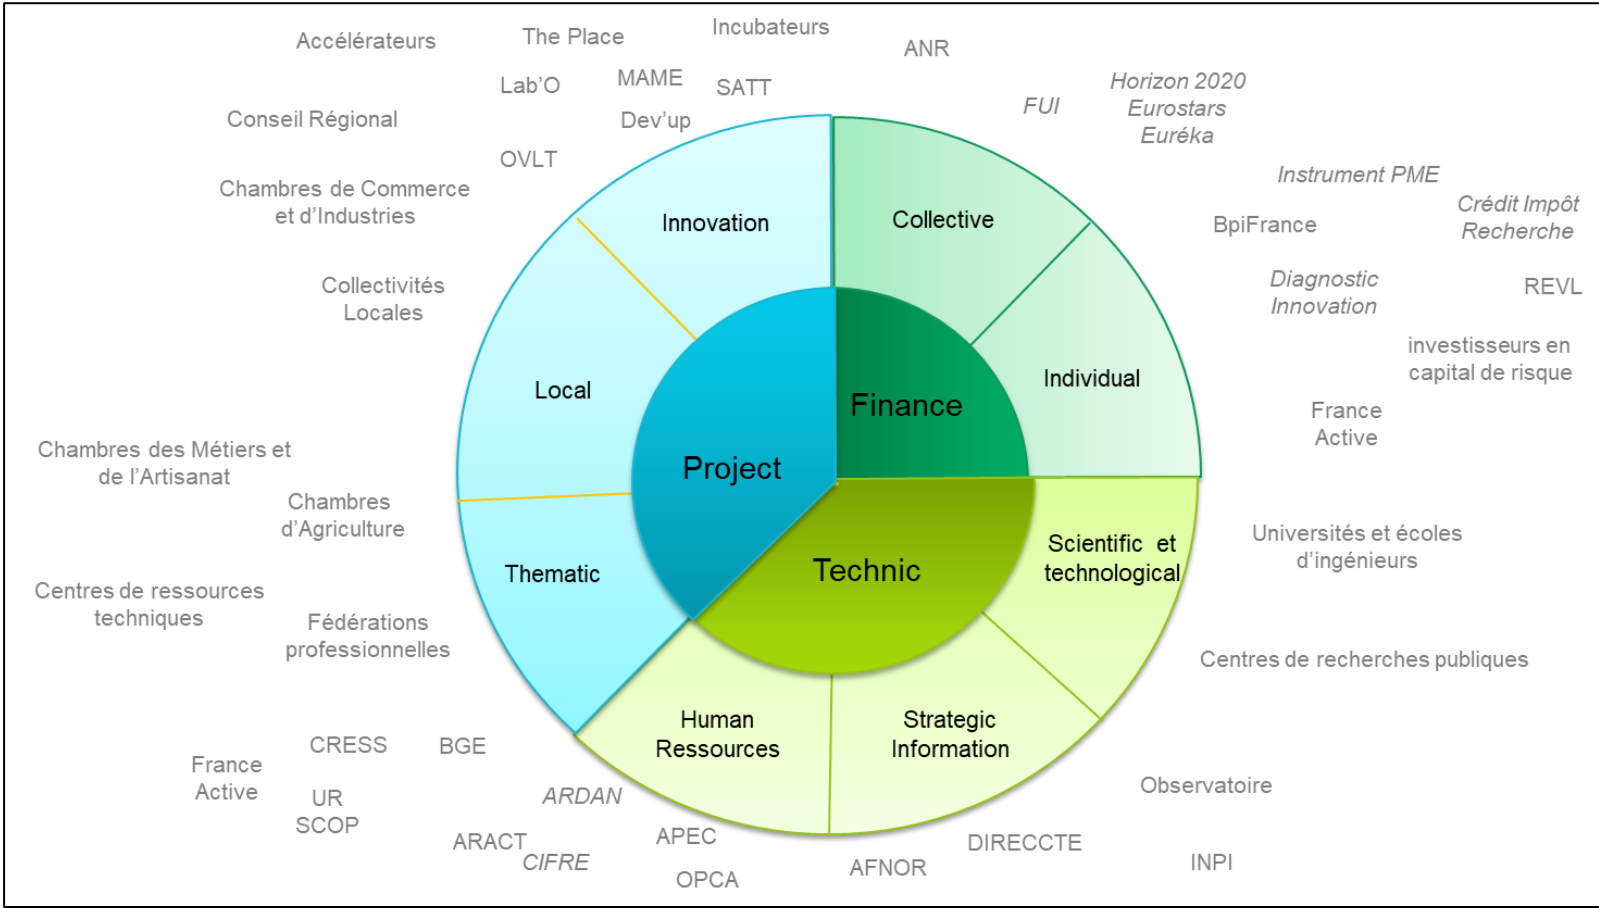 Accélérateurs
The Place
Incubateurs
ANR
Lab’O
MAME
SATT
Horizon 2020
Eurostars
Euréka
FUI
Conseil Régional
Dev’up
OVLT
Instrument PME
Chambres de Commerce
et d’Industries
Innovation
Collective
BpiFrance
Crédit Impôt
Recherche
Collectivités
Locales
Diagnostic
Innovation
REVL
Local
Individual
investisseurs en
capital de risque
Finance
France
Active
Chambres des Métiers et
de l’Artisanat
Project
Chambres
d’Agriculture
Scientific et
technological
Universités et écoles
d’ingénieurs
Thematic
Technic
Centres de ressources
techniques
Fédérations
professionnelles
Centres de recherches publiques
Human
Ressources
Strategic
Information
CRESS
BGE
France
Active
UR
SCOP
ARDAN
Observatoire
ARACT
CIFRE
APEC
OPCA
AFNOR
DIRECCTE
INPI